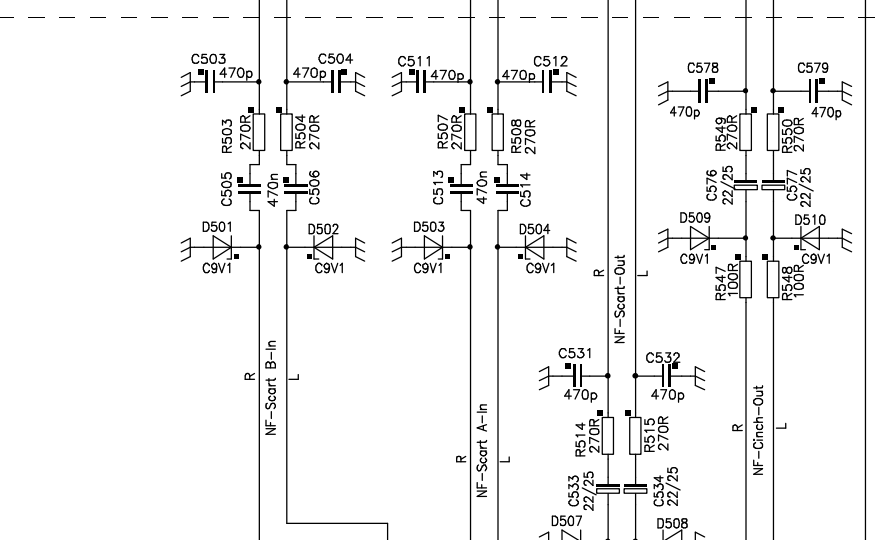 C503
C504
C511
C512
C578
C579
470p
470p
470p
470p
470p
470p
R503
270R
R504
270R
R507
270R
R508
270R
R549
270R
R550
270R
C505
470n
C506
C513
470n
C514
C576
22/25
C577
22/25
D501
D502
D503
D504
D509
D510
C9V1
C9V1
C9V1
C9V1
C9V1
C9V1
R547
100R
R548
100R
R
NF-Scart-Out
L
C531
C532
470p
470p
R
NF-Scart B-In
L
R514
270R
R515
270R
R
NF-Scart A-In
L
R
NF-Cinch-Out
L
C533
22/25
C534
22/25
D507
D508